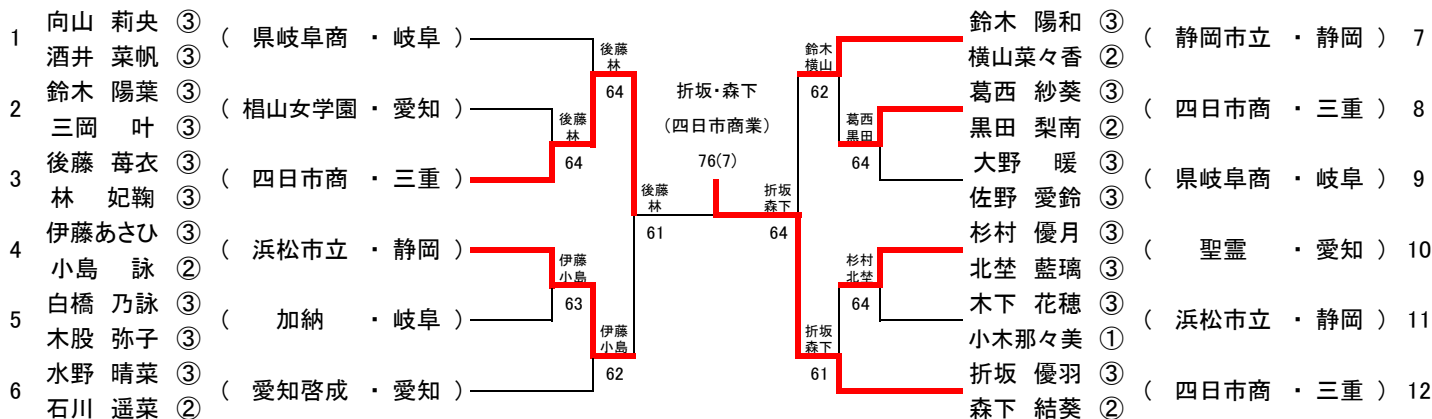 1 向山 莉央 ③ 酒井 菜帆 ③ ( 県岐阜商 ・ 岐阜 )
2 鈴木 陽葉 ③ 三岡 叶 ③ ( 椙山女学園 ・ 愛知 )
3 後藤 苺衣 ③ 林 妃鞠 ③ ( 四日市商 ・ 三重 )
4 伊藤あさひ ③ 小島 詠 ② ( 浜松市立 ・ 静岡 )
5 白橋 乃詠 ③ 木股 弥子 ③ ( 加納 ・ 岐阜 )
6 水野 晴菜 ③ 石川 遥菜 ② ( 愛知啓成 ・ 愛知 )
後藤 林 64
後藤 林 64
伊藤 小島 63
伊藤 小島 62
後藤 林 61
折坂・森下
(四日市商業)
76(7)
折坂 森下 64
鈴木 横山 62
葛西 黒田 64
杉村 北埜 64
折坂 森下 61
鈴木 陽和 ③ 横山菜々香 ② ( 静岡市立 ・ 静岡 ) 7
葛西 紗葵 ③ 黒田 梨南 ② ( 四日市商 ・ 三重 ) 8
大野 暖 ③ 佐野 愛鈴 ③ ( 県岐阜商 ・ 岐阜 ) 9
杉村 優月 ③ 北埜 藍璃 ③ ( 聖霊 ・ 愛知 ) 10
木下 花穂 ③ 小木那々美 ① ( 浜松市立 ・ 静岡 ) 11
折坂 優羽 ③ 森下 結葵 ② ( 四日市商 ・ 三重 ) 12